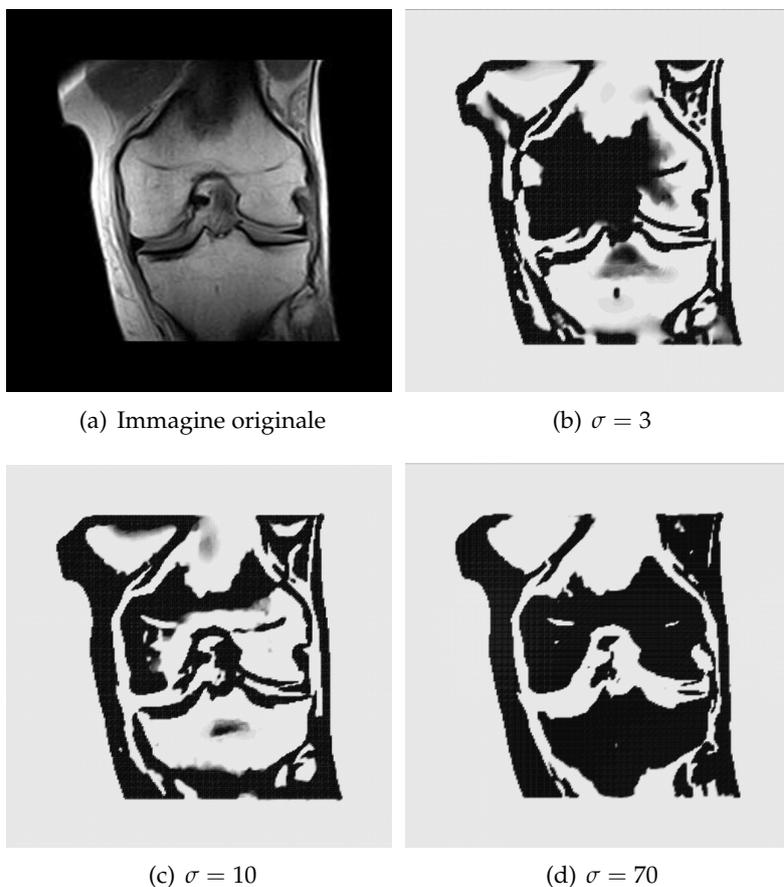 (a) Immagine originale
(b) σ = 3
(c) σ = 10
(d) σ = 70